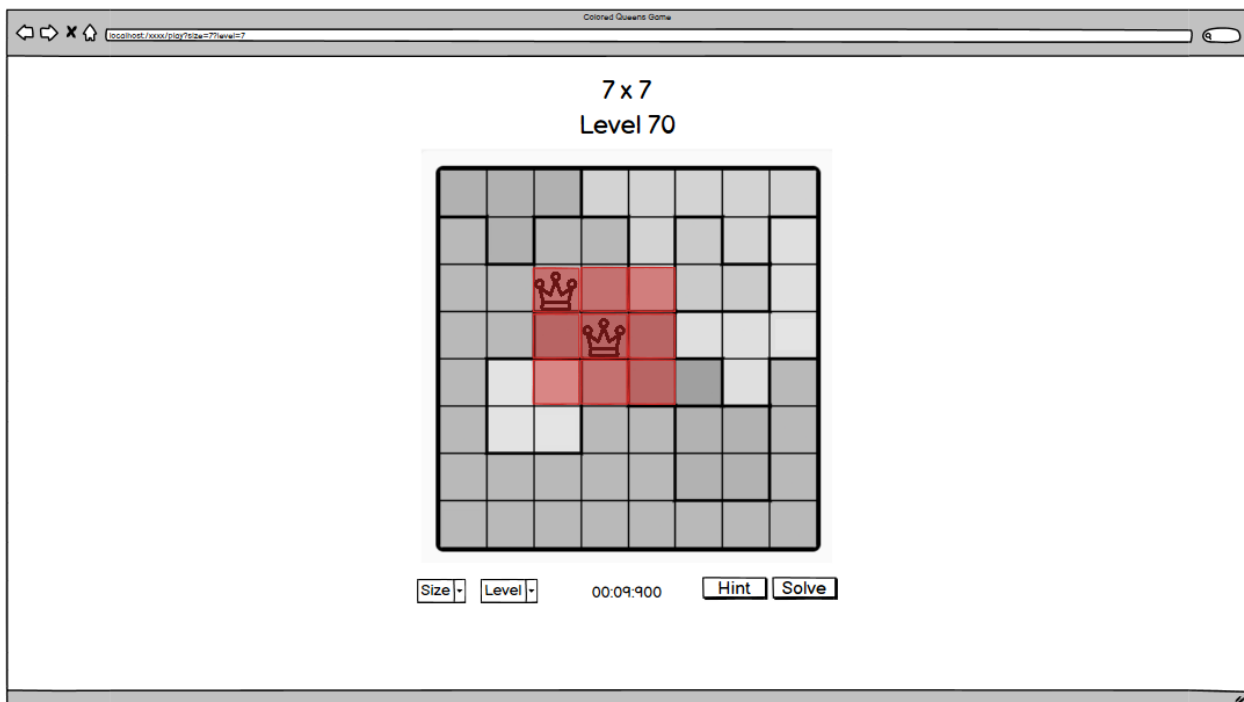 Colored Queens Game
localhost:/xxxx/play?size=7?level=7
7 x 7
Level 70
Size Level 00:09:900 Hint Solve